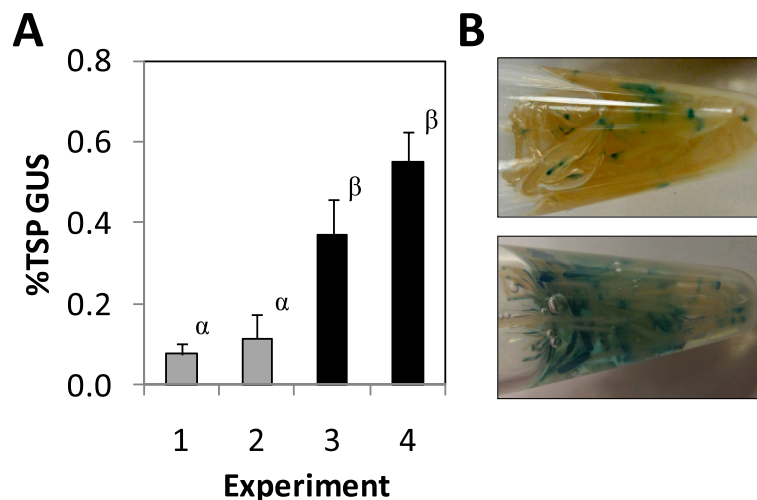 A
B
%TSP GUS
0.8
0.6
0.4
0.2
0.0
α
α
β
β
1 2 3 4
Experiment